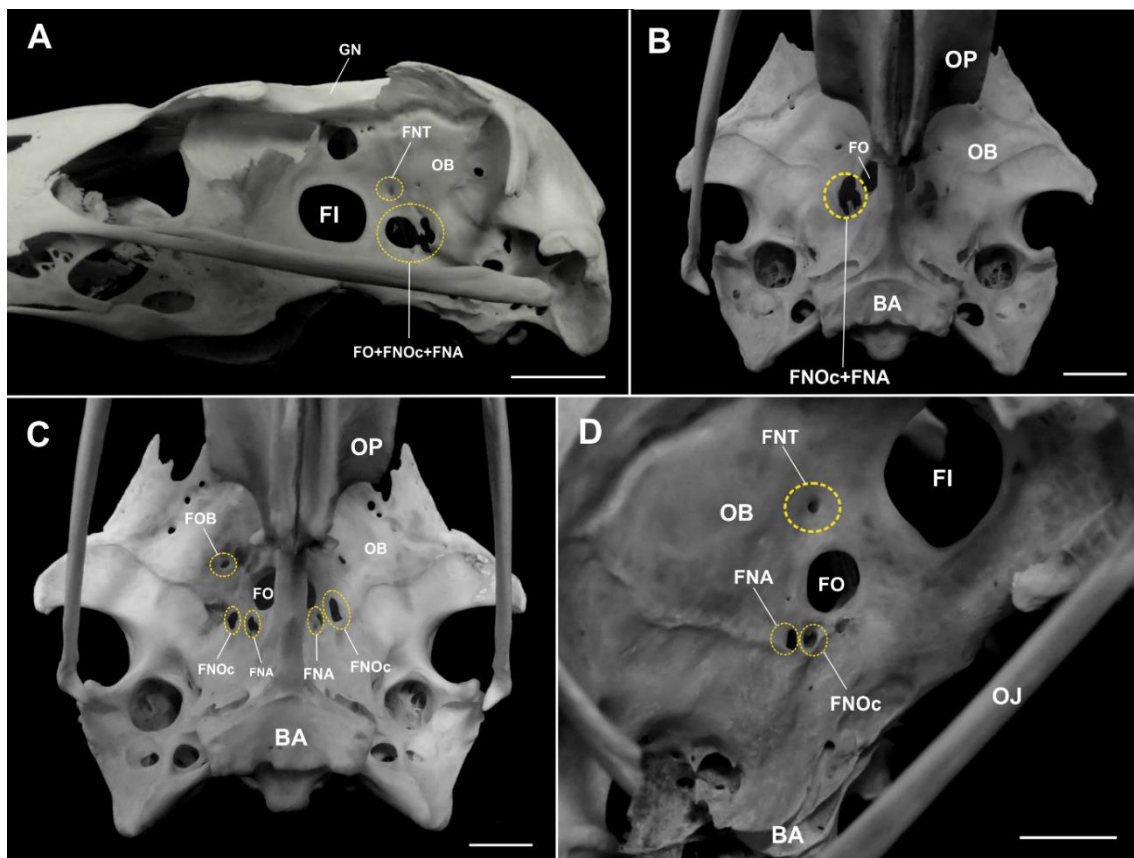 A
GN
FNT
OB
FI
FO+FNOc+FNA
B
OP
FO
OB
BA
FNOc+FNA
C
OP
FOB
OB
FO
FNOc
FNA
FNA
FNOc
BA
D
FNT
FI
OB
FNA
FO
FNOc
OJ
BA